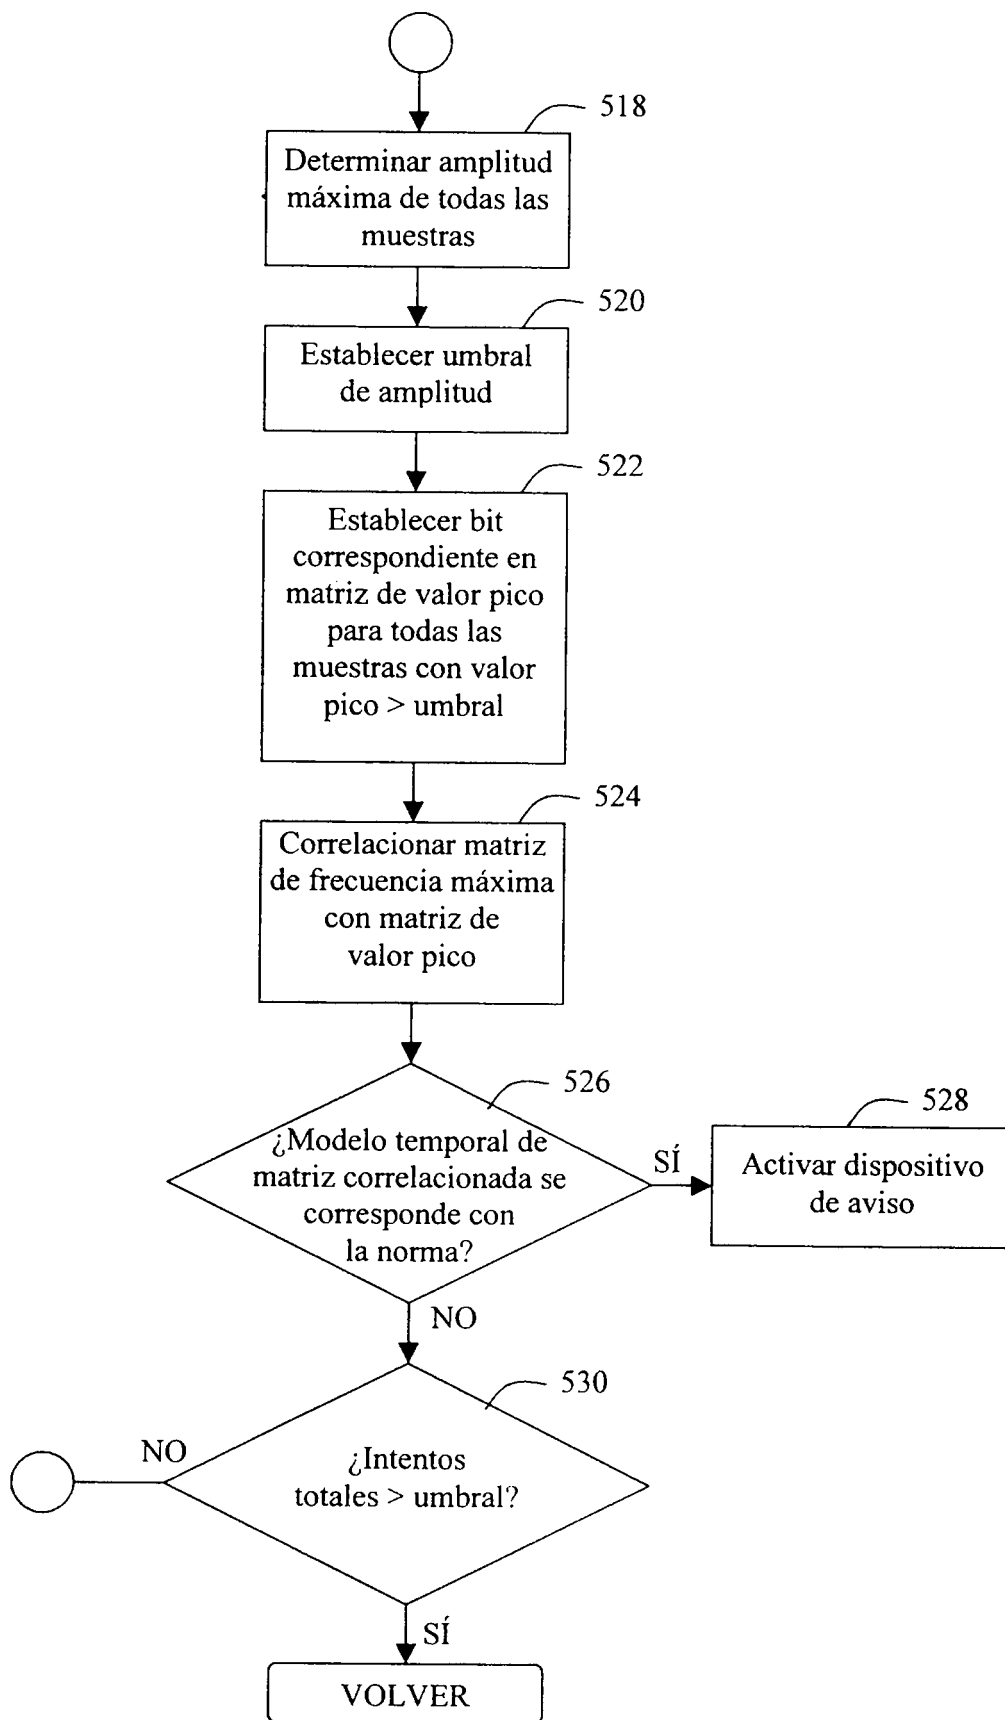 518
Determinar amplitud
máxima de todas las
muestras
520
Establecer umbral
de amplitud
522
Establecer bit
correspondiente en
matriz de valor pico
para todas las
muestras con valor
pico > umbral
524
Correlacionar matriz
de frecuencia máxima
con matriz de
valor pico
526
¿Modelo temporal de
matriz correlacionada se
corresponde con
la norma?
SÍ
528
Activar dispositivo
de aviso
NO
530
¿Intentos
totales > umbral?
NO
SÍ
VOLVER